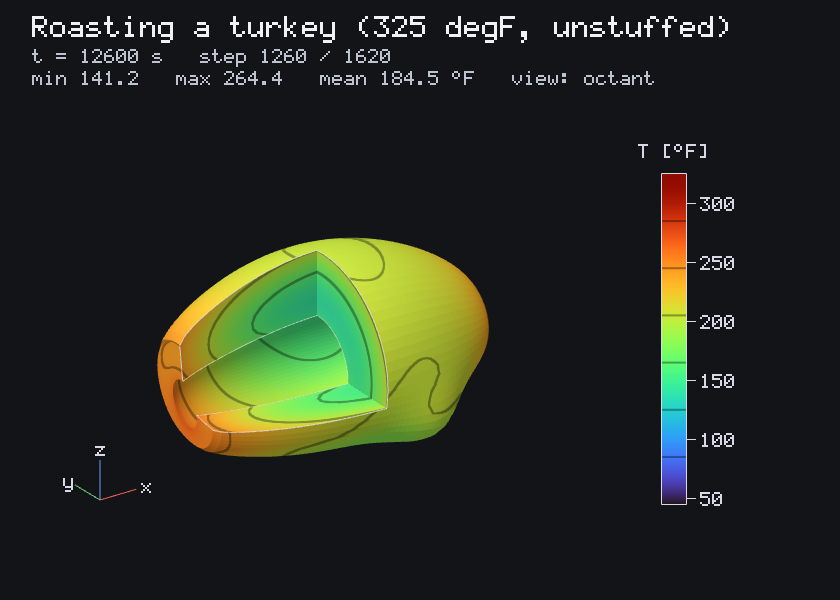 Roasting a turkey (325 degF, unstuffed)
t = 12600 s   step 1260 / 1620
min 141.2   max 264.4   mean 184.5 °F   view: octant
T [°F]
300
250
200
150
100
50
z
y
x